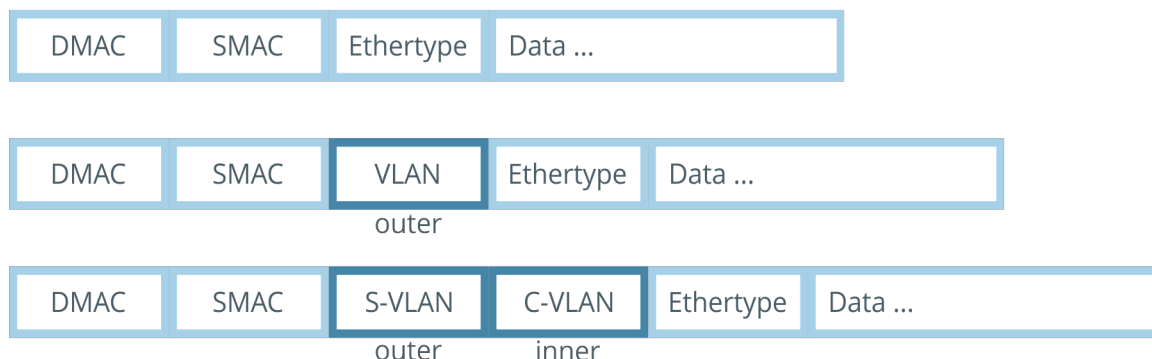 DMAC SMAC Ethertype Data ...
DMAC SMAC VLAN Ethertype Data ...
outer
DMAC SMAC S-VLAN C-VLAN Ethertype Data ...
outer inner